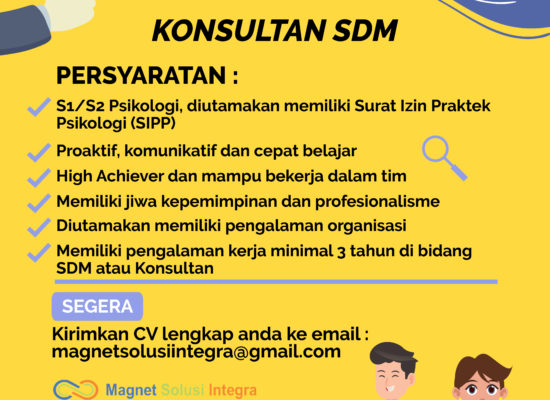 KONSULTAN SDM
PERSYARATAN :
S1/S2 Psikologi, diutamakan memiliki Surat Izin Praktek
Psikologi (SIPP)
Proaktif, komunikatif dan cepat belajar
High Achiever dan mampu bekerja dalam tim
Memiliki jiwa kepemimpinan dan profesionalisme
Diutamakan memiliki pengalaman organisasi
Memiliki pengalaman kerja minimal 3 tahun di bidang
SDM atau Konsultan
SEGERA
Kirimkan CV lengkap anda ke email :
magnetsolusiintegra@gmail.com
Magnet Solusi Integra